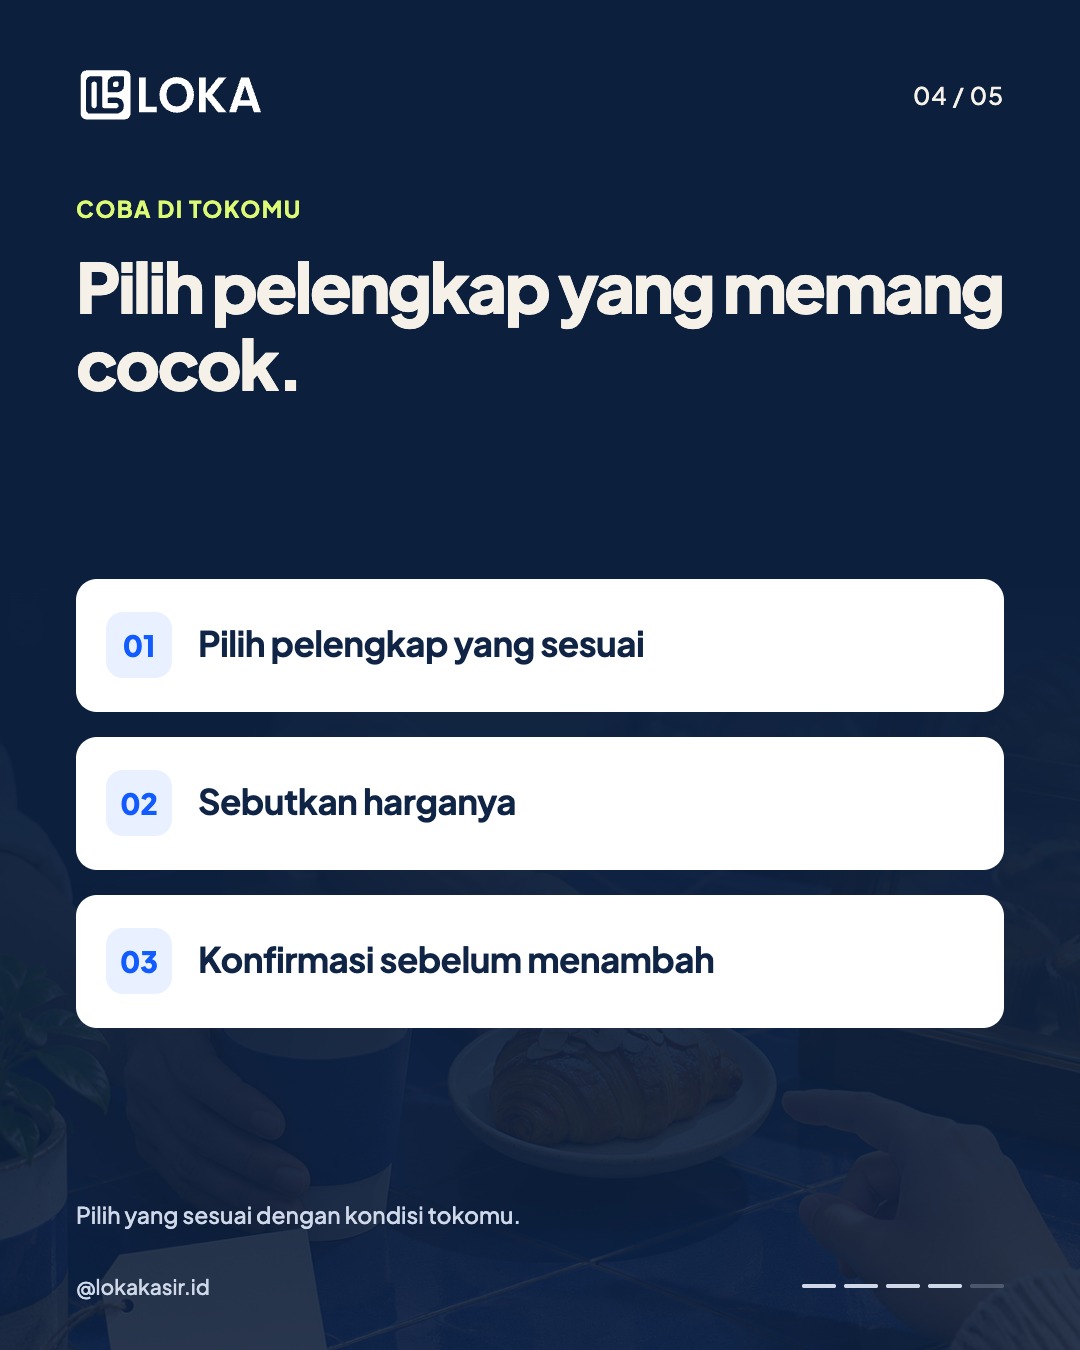 LOKA
04 / 05
COBA DI TOKOMU
Pilih pelengkap yang memang
cocok.
01 Pilih pelengkap yang sesuai
02 Sebutkan harganya
03 Konfirmasi sebelum menambah
Pilih yang sesuai dengan kondisi tokomu.
@lokakasir.id